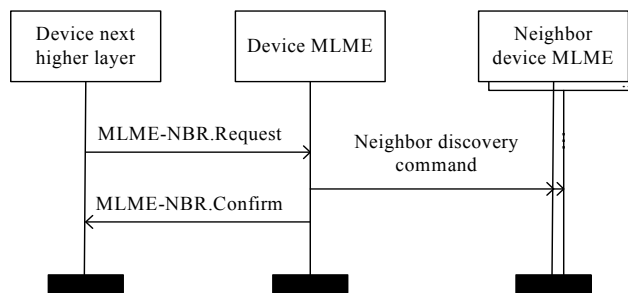 Device next
higher layer
Device MLME
Neighbor
device MLME
MLME-NBR.Request
Neighbor discovery
command
MLME-NBR.Confirm